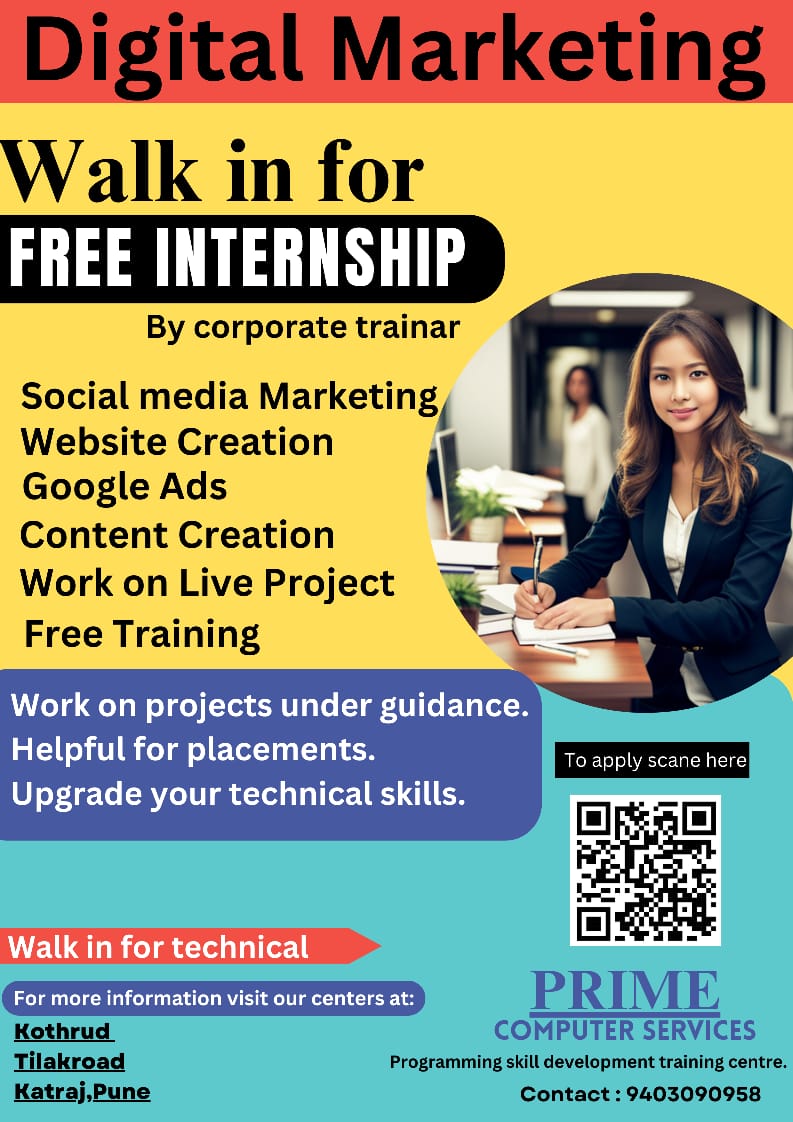 Digital Marketing
Walk in for
FREE INTERNSHIP
By corporate trainar
Social media Marketing
Website Creation
Google Ads
Content Creation
Work on Live Project
Free Training
Work on projects under guidance.
Helpful for placements.
Upgrade your technical skills.
To apply scane here
Walk in for technical
For more information visit our centers at:
Kothrud
Tilakroad
Katraj,Pune
PRIME
COMPUTER SERVICES
Programming skill development training centre.
Contact : 9403090958